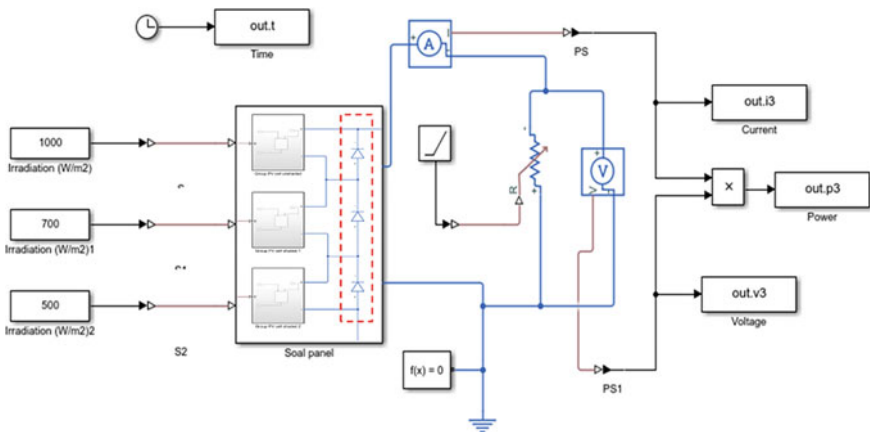 out.t
Time
A
PS
out.i3
Current
1000
Irradiation (W/m2)
700
Irradiation (W/m2)1
500
Irradiation (W/m2)2
S2
Soal panel
R
V
V
×
out.p3
Power
out.v3
Voltage
f(x) = 0
PS1